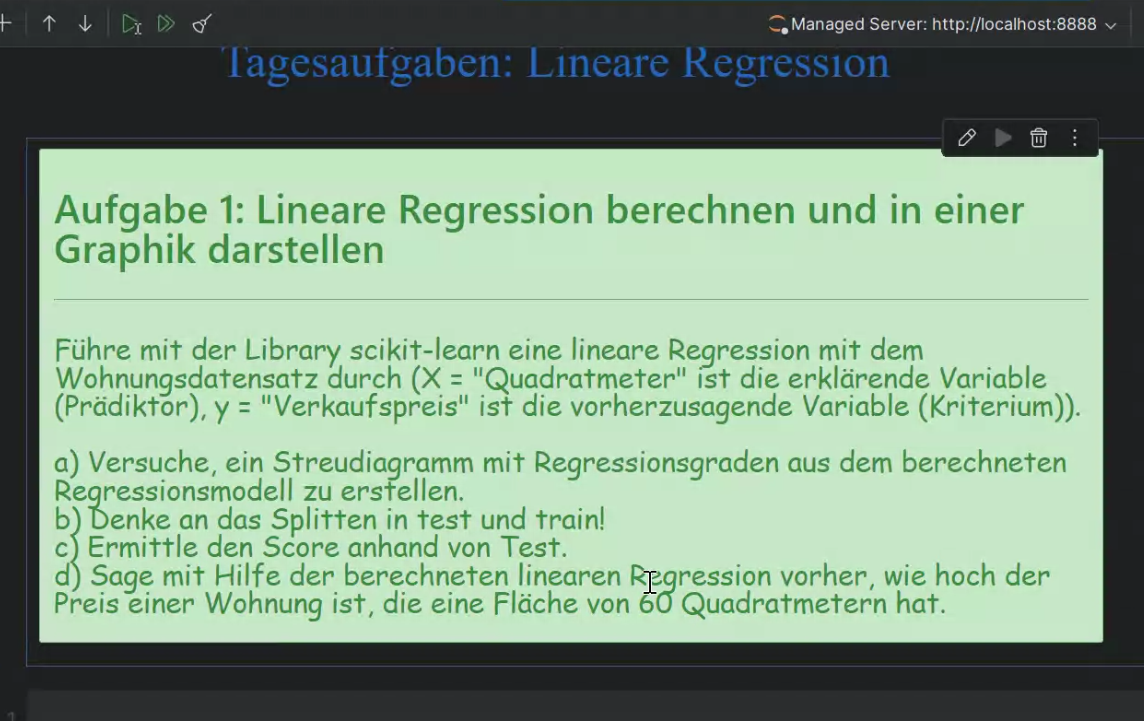 Managed Server: http://localhost:8888
Tagesaufgaben: Lineare Regression
Aufgabe 1: Lineare Regression berechnen und in einer
Graphik darstellen
Führe mit der Library scikit-learn eine lineare Regression mit dem
Wohnungsdatensatz durch (X = "Quadratmeter" ist die erklärende Variable
(Prädiktor), y = "Verkaufspreis" ist die vorherzusagende Variable (Kriterium)).
a) Versuche, ein Streudiagramm mit Regressionsgraden aus dem berechneten
Regressionsmodell zu erstellen.
b) Denke an das Splitten in test und train!
c) Ermittle den Score anhand von Test.
d) Sage mit Hilfe der berechneten linearen Regression vorher, wie hoch der
Preis einer Wohnung ist, die eine Fläche von 60 Quadratmetern hat.
1